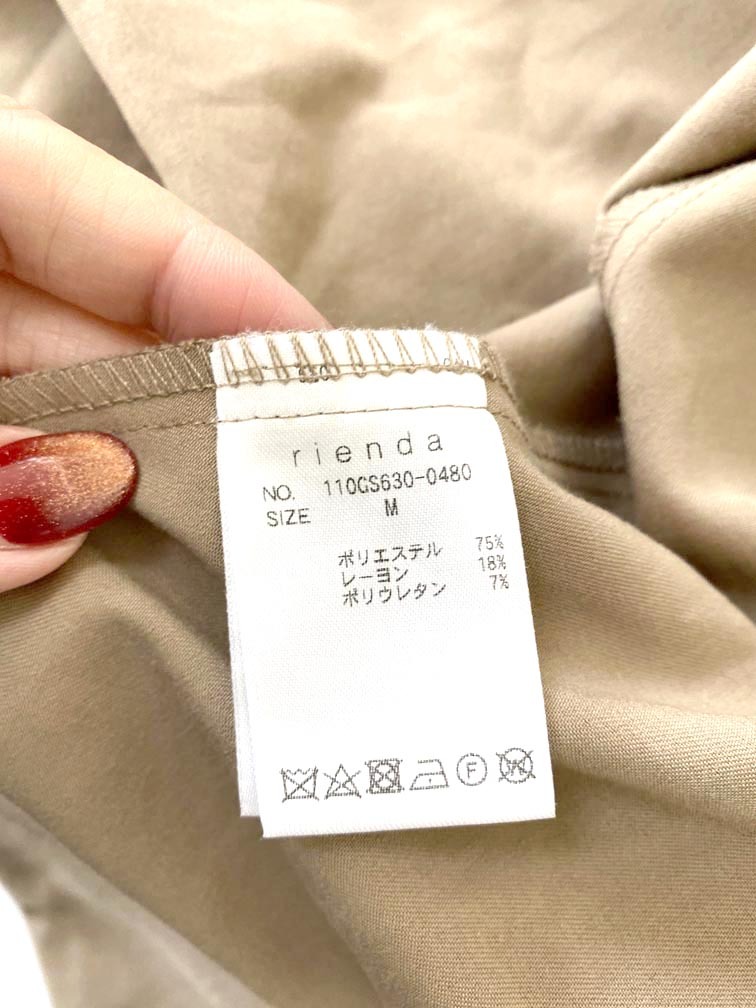 rienda
NO. 110GS630-0480
SIZE M
ポリエステル 75%
レーヨン 18%
ポリウレタン 7%
F
W